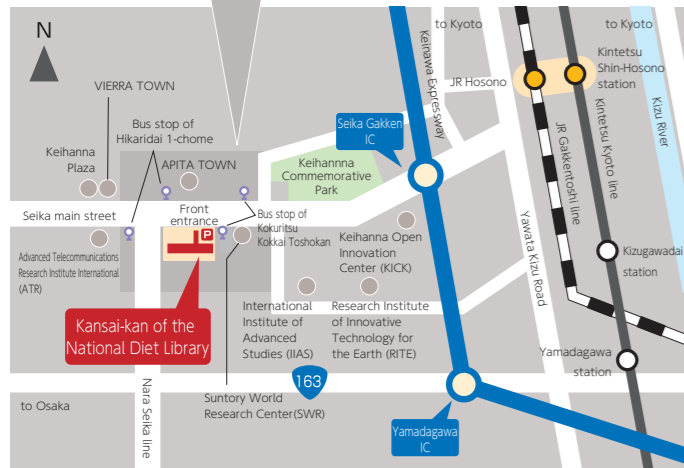 N
to Kyoto
to Kyoto
Keinawa Expressway
Kintetsu
Shin-Hosono
station
JR Hosono
VIERRA TOWN
Bus stop of
Hikaridai 1-chome
Seika Gakken
IC
Kizu River
Keihanna
Plaza
APITA TOWN
Keihannna
Commemorative
Park
JR Gakkentoshi line
Kintetsu Kyoto line
Seika main street
Front
entrance
P
Bus stop of
Kokuritsu
Kokkai Toshokan
Keihanna Open
Innovation
Center (KICK)
Yawata Kizu Road
Kizugawadai
station
Advanced Telecommunications
Research Institute International
(ATR)
Kansai-kan of the
National Diet Library
International
Institute of
Advanced
Studies (IIAS)
Research Institute
of Innovative
Technology for
the Earth (RITE)
Yamadagawa
station
163
Nara Seika line
to Osaka
Suntory World
Research Center(SWR)
Yamadagawa
IC